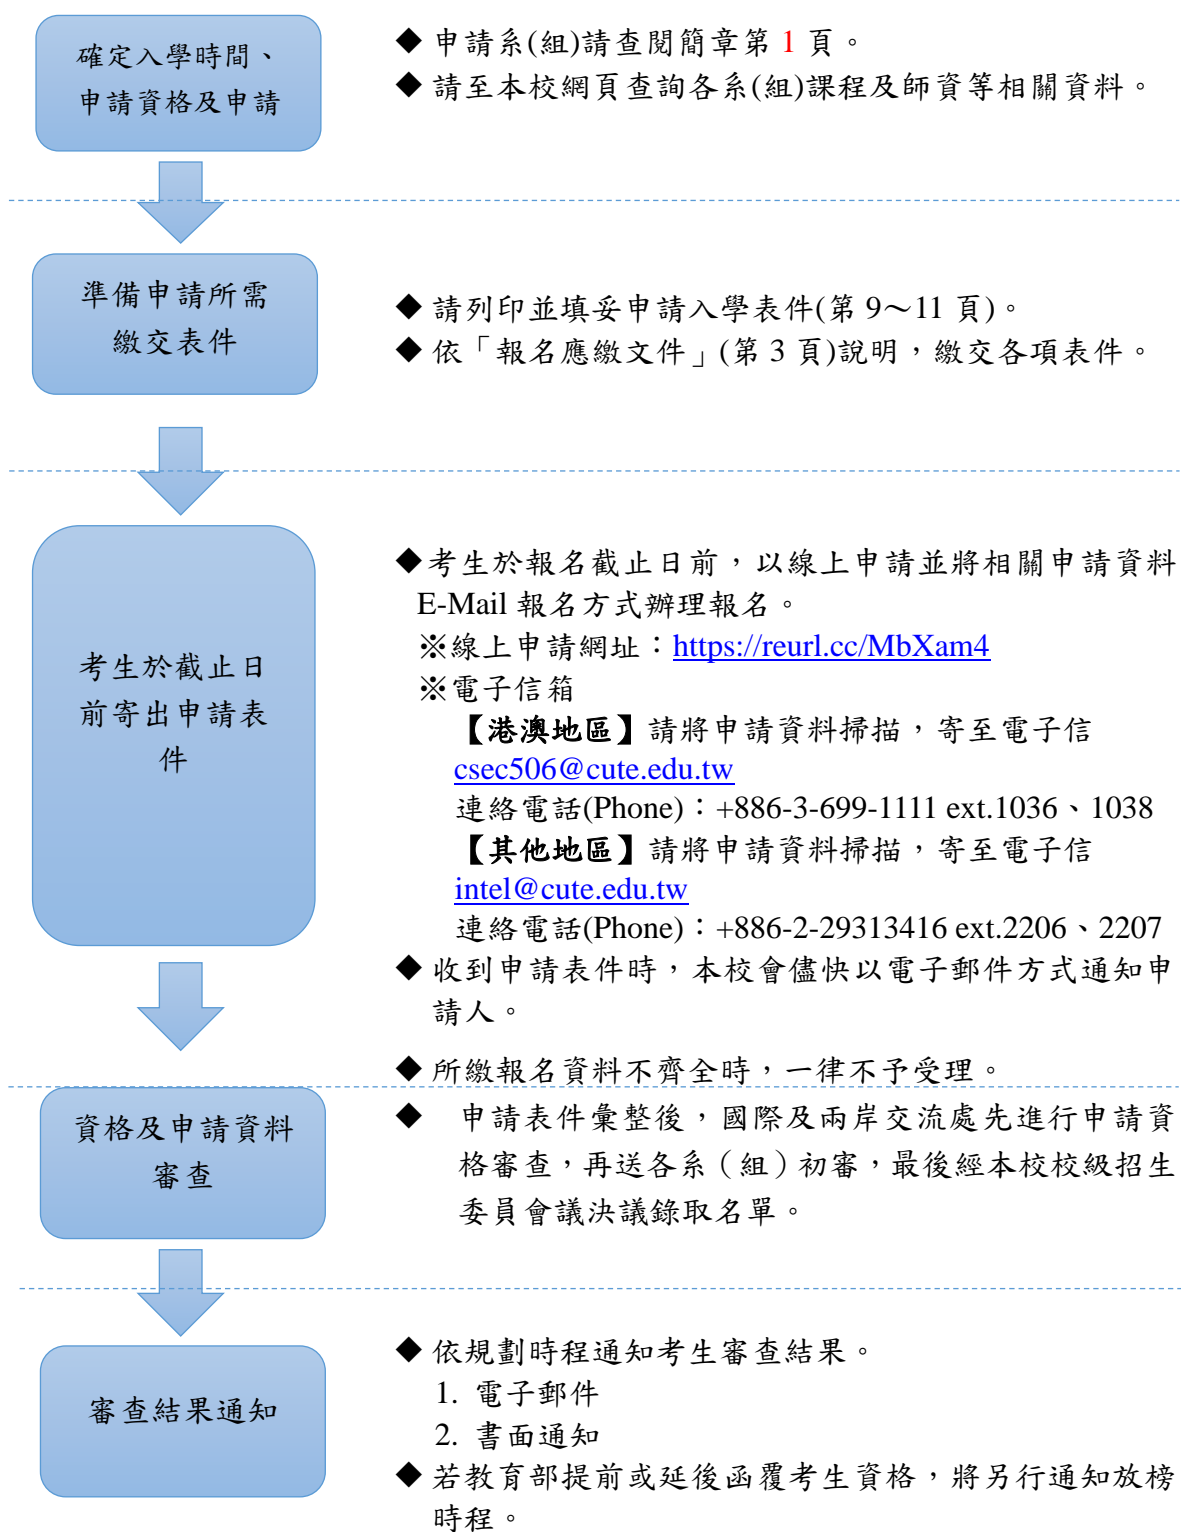 確定入學時間、
申請資格及申請
◆ 申請系(組)請查閱簡章第 1 頁。
◆ 請至本校網頁查詢各系(組)課程及師資等相關資料。
準備申請所需
繳交表件
◆ 請列印並填妥申請入學表件(第 9～11 頁)。
◆ 依「報名應繳文件」(第 3 頁)說明，繳交各項表件。
考生於截止日
前寄出申請表
件
◆考生於報名截止日前，以線上申請並將相關申請資料
E-Mail 報名方式辦理報名。
※線上申請網址：https://reurl.cc/MbXam4
※電子信箱
【港澳地區】請將申請資料掃描，寄至電子信
csec506@cute.edu.tw
連絡電話(Phone)：+886-3-699-1111 ext.1036、1038
【其他地區】請將申請資料掃描，寄至電子信
intel@cute.edu.tw
連絡電話(Phone)：+886-2-29313416 ext.2206、2207
◆ 收到申請表件時，本校會儘快以電子郵件方式通知申
請人。
◆ 所繳報名資料不齊全時，一律不予受理。
資格及申請資料
審查
◆ 申請表件彙整後，國際及兩岸交流處先進行申請資
格審查，再送各系（組）初審，最後經本校校級招生
委員會議決議錄取名單。
審查結果通知
◆ 依規劃時程通知考生審查結果。
1. 電子郵件
2. 書面通知
◆ 若教育部提前或延後函覆考生資格，將另行通知放榜
時程。